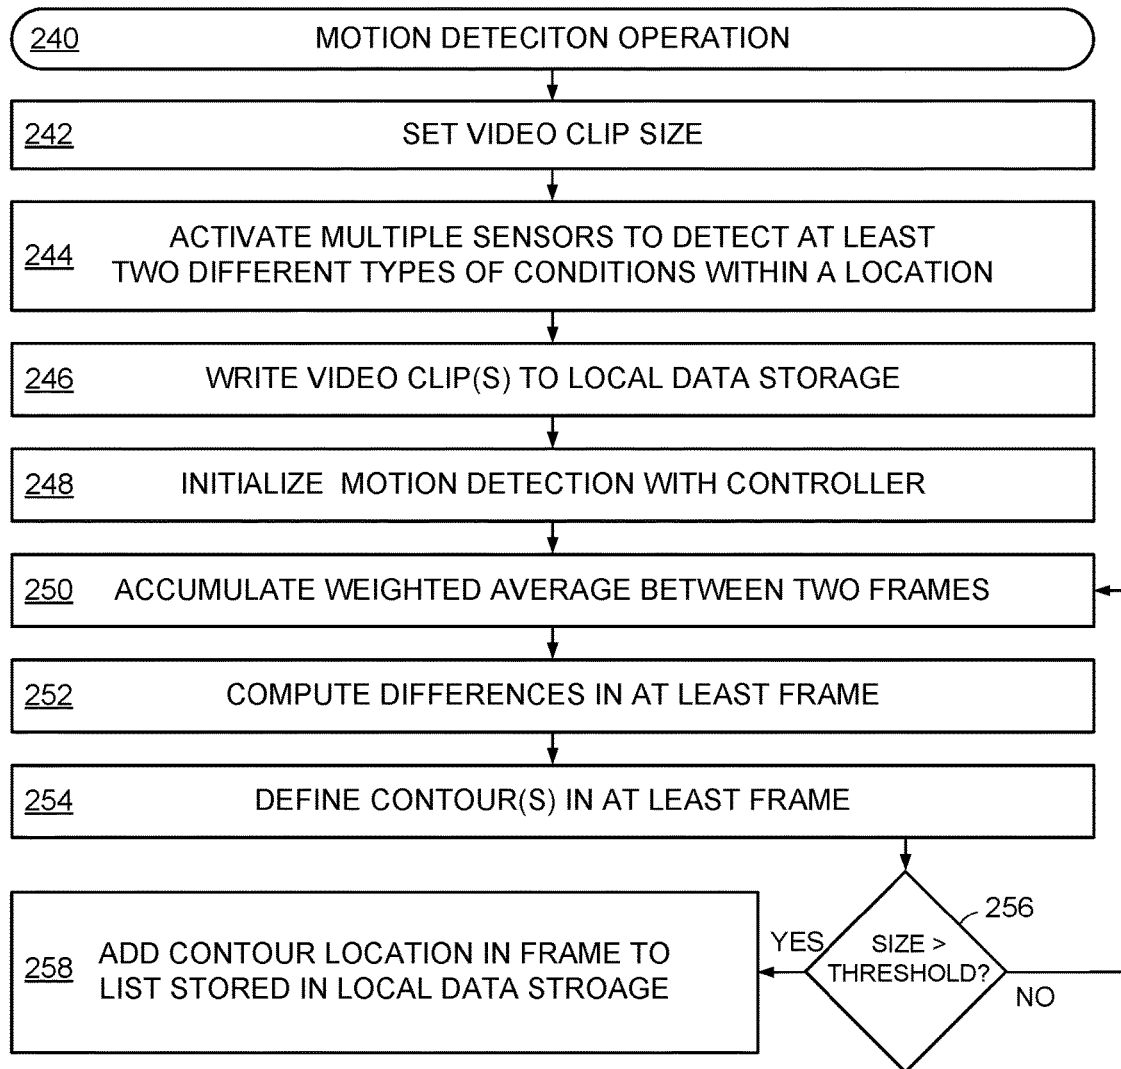 240 MOTION DETECITON OPERATION
242 SET VIDEO CLIP SIZE
244 ACTIVATE MULTIPLE SENSORS TO DETECT AT LEAST
TWO DIFFERENT TYPES OF CONDITIONS WITHIN A LOCATION
246 WRITE VIDEO CLIP(S) TO LOCAL DATA STORAGE
248 INITIALIZE MOTION DETECTION WITH CONTROLLER
250 ACCUMULATE WEIGHTED AVERAGE BETWEEN TWO FRAMES
252 COMPUTE DIFFERENCES IN AT LEAST FRAME
254 DEFINE CONTOUR(S) IN AT LEAST FRAME
256
SIZE >
THRESHOLD?
YES
NO
258 ADD CONTOUR LOCATION IN FRAME TO
LIST STORED IN LOCAL DATA STROAGE